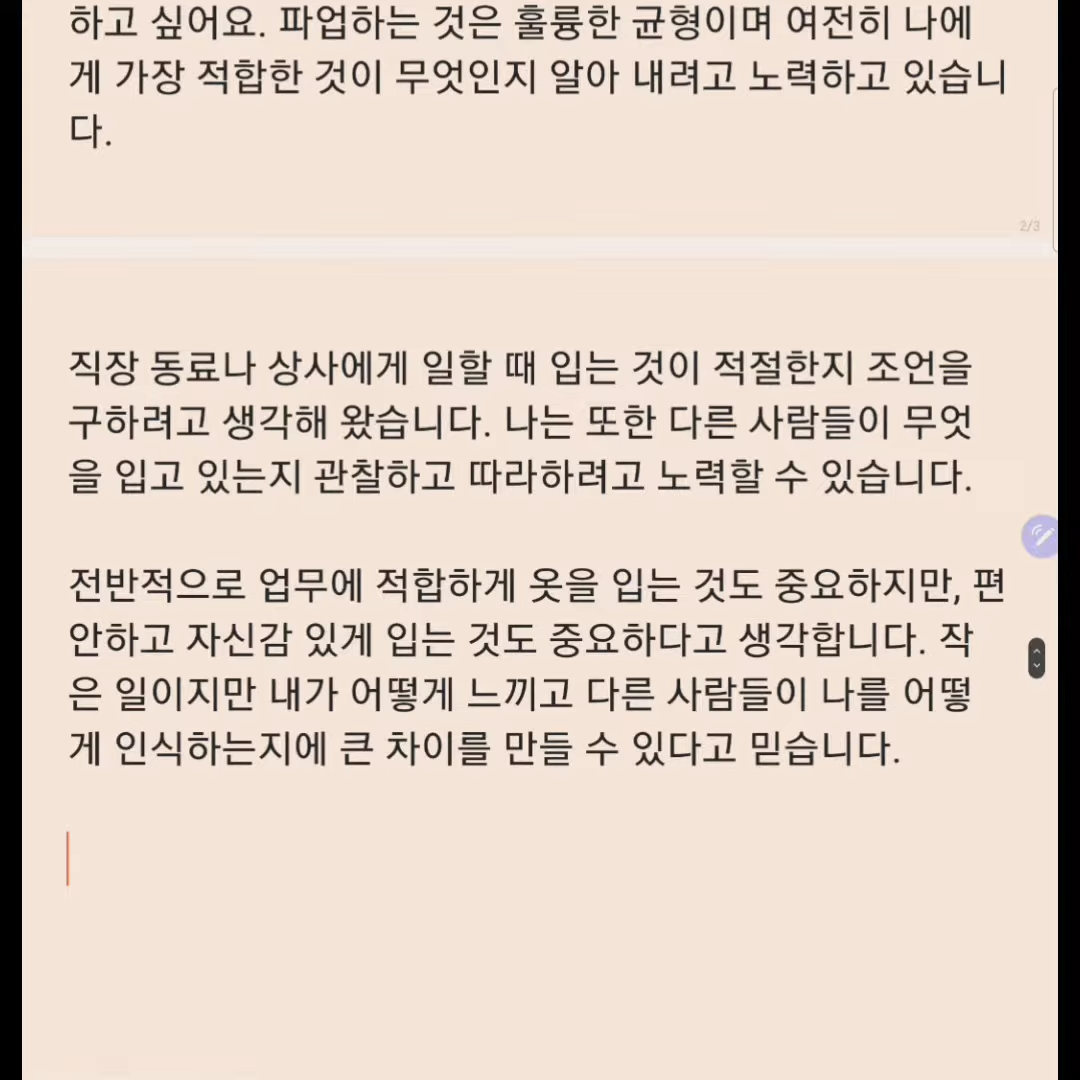 하고 싶어요. 파업하는 것은 훌륭한 균형이며 여전히 나에
게 가장 적합한 것이 무엇인지 알아 내려고 노력하고 있습니
다.
2/3
직장 동료나 상사에게 일할 때 입는 것이 적절한지 조언을
구하려고 생각해 왔습니다. 나는 또한 다른 사람들이 무엇
을 입고 있는지 관찰하고 따라하려고 노력할 수 있습니다.
전반적으로 업무에 적합하게 옷을 입는 것도 중요하지만, 편
안하고 자신감 있게 입는 것도 중요하다고 생각합니다. 작
은 일이지만 내가 어떻게 느끼고 다른 사람들이 나를 어떻
게 인식하는지에 큰 차이를 만들 수 있다고 믿습니다.